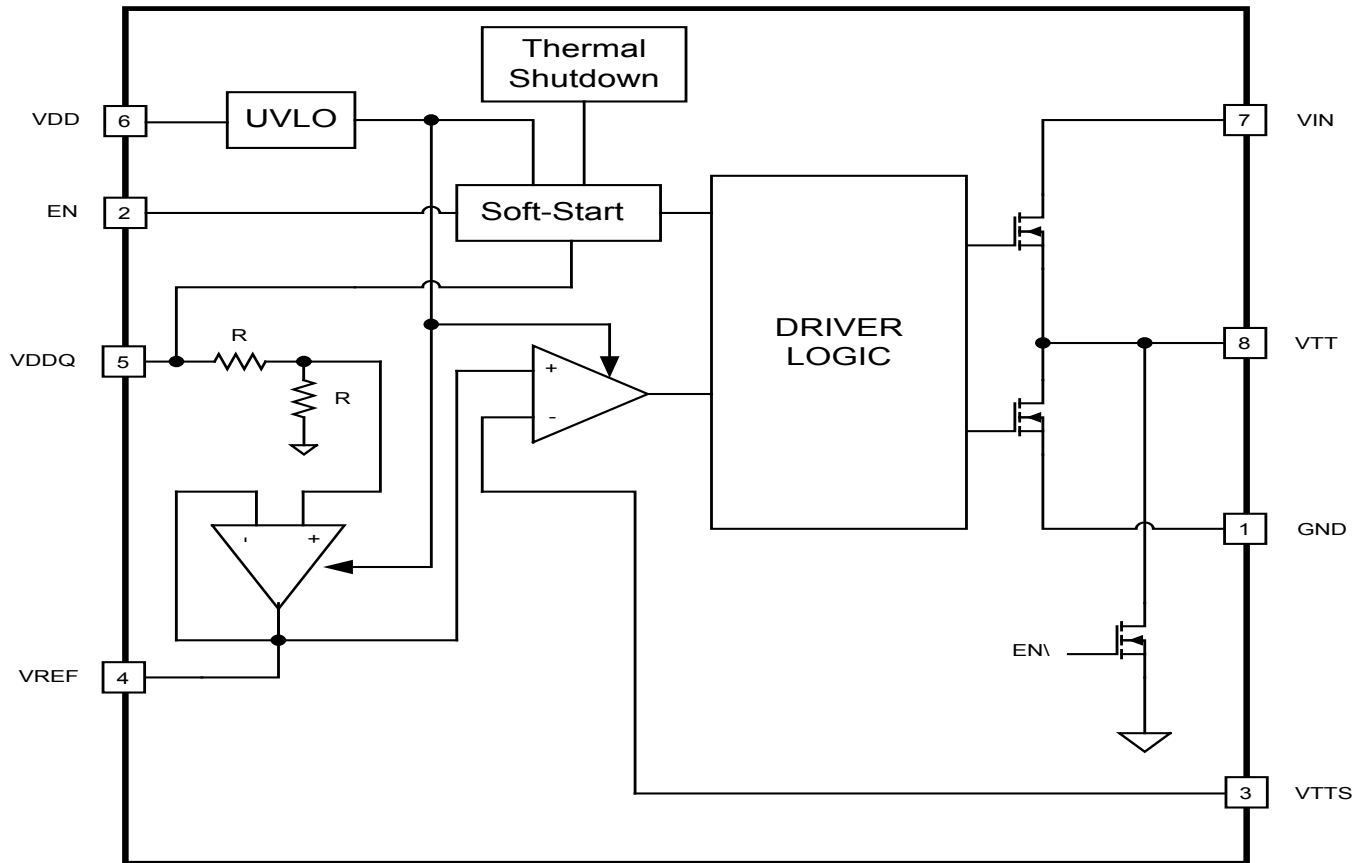 Thermal
Shutdown
VDD
6
UVLO
7
VIN
EN
2
Soft-Start
DRIVER
LOGIC
R
VDDQ
5
R
+
-
8
VTT
-
+
1
GND
EN\
VREF
4
3
VTTS